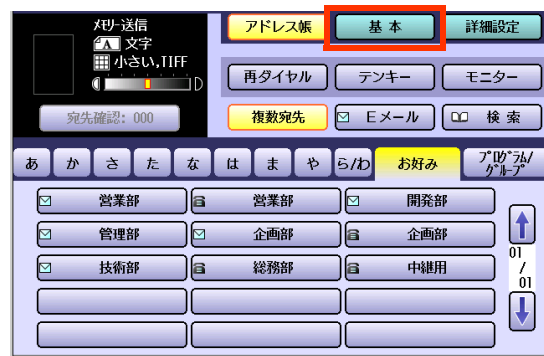 ﾒﾓﾘｰ送信
A 文字
小さい,TIFF
D
宛先確認: 000
アドレス帳 基本 詳細設定
再ダイヤル テンキー モニター
複数宛先 Eメール 検索
あ か さ た な は ま や ら/わ お好み ﾌﾟﾛｸﾞﾗﾑ/
ｸﾞﾙｰﾌﾟ
営業部 営業部 開発部
管理部 企画部 企画部
技術部 総務部 中継用
01
/
01